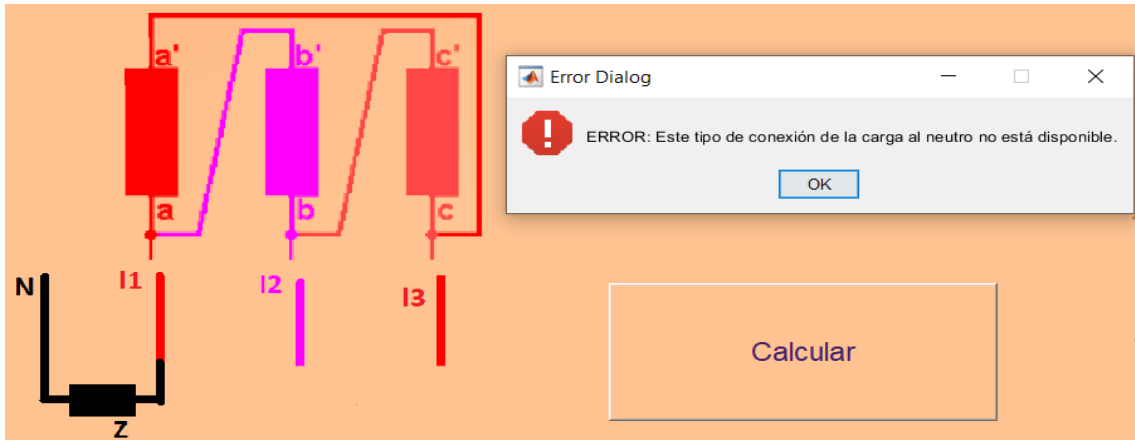 a' b' c'
Error Dialog
ERROR: Este tipo de conexión de la carga al neutro no está disponible.
OK
a b c
N I1 I2 I3
Calcular
Z